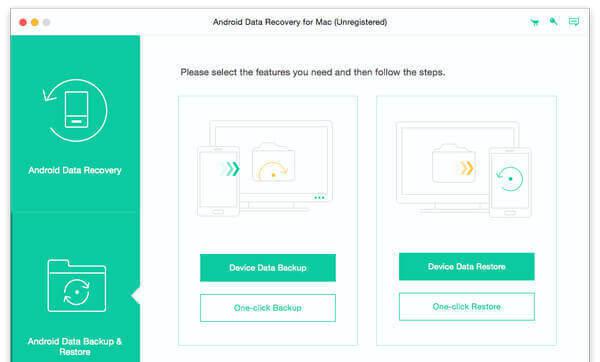 Android Data Recovery for Mac (Unregistered)
Please select the features you need and then follow the steps.
Android Data Recovery
Device Data Backup
Device Data Restore
One-click Backup
One-click Restore
Android Data Backup &
Restore